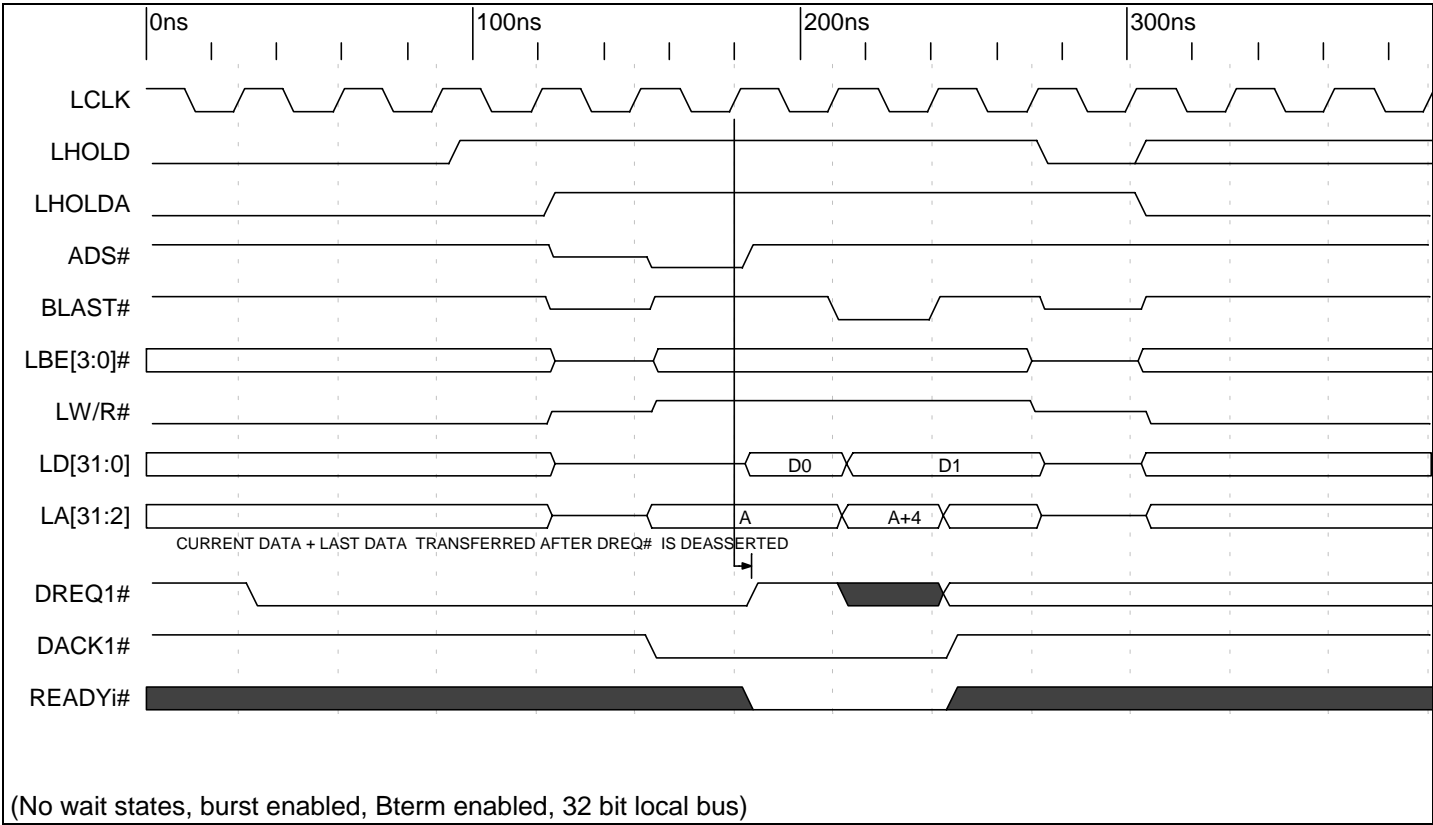 0ns 100ns 200ns 300ns
LCLK
LHOLD
LHOLDA
ADS#
BLAST#
LBE[3:0]#
LW/R#
LD[31:0] D0 D1
LA[31:2] A A+4
CURRENT DATA + LAST DATA TRANSFERRED AFTER DREQ# IS DEASSERTED
DREQ1#
DACK1#
READYi#
(No wait states, burst enabled, Bterm enabled, 32 bit local bus)